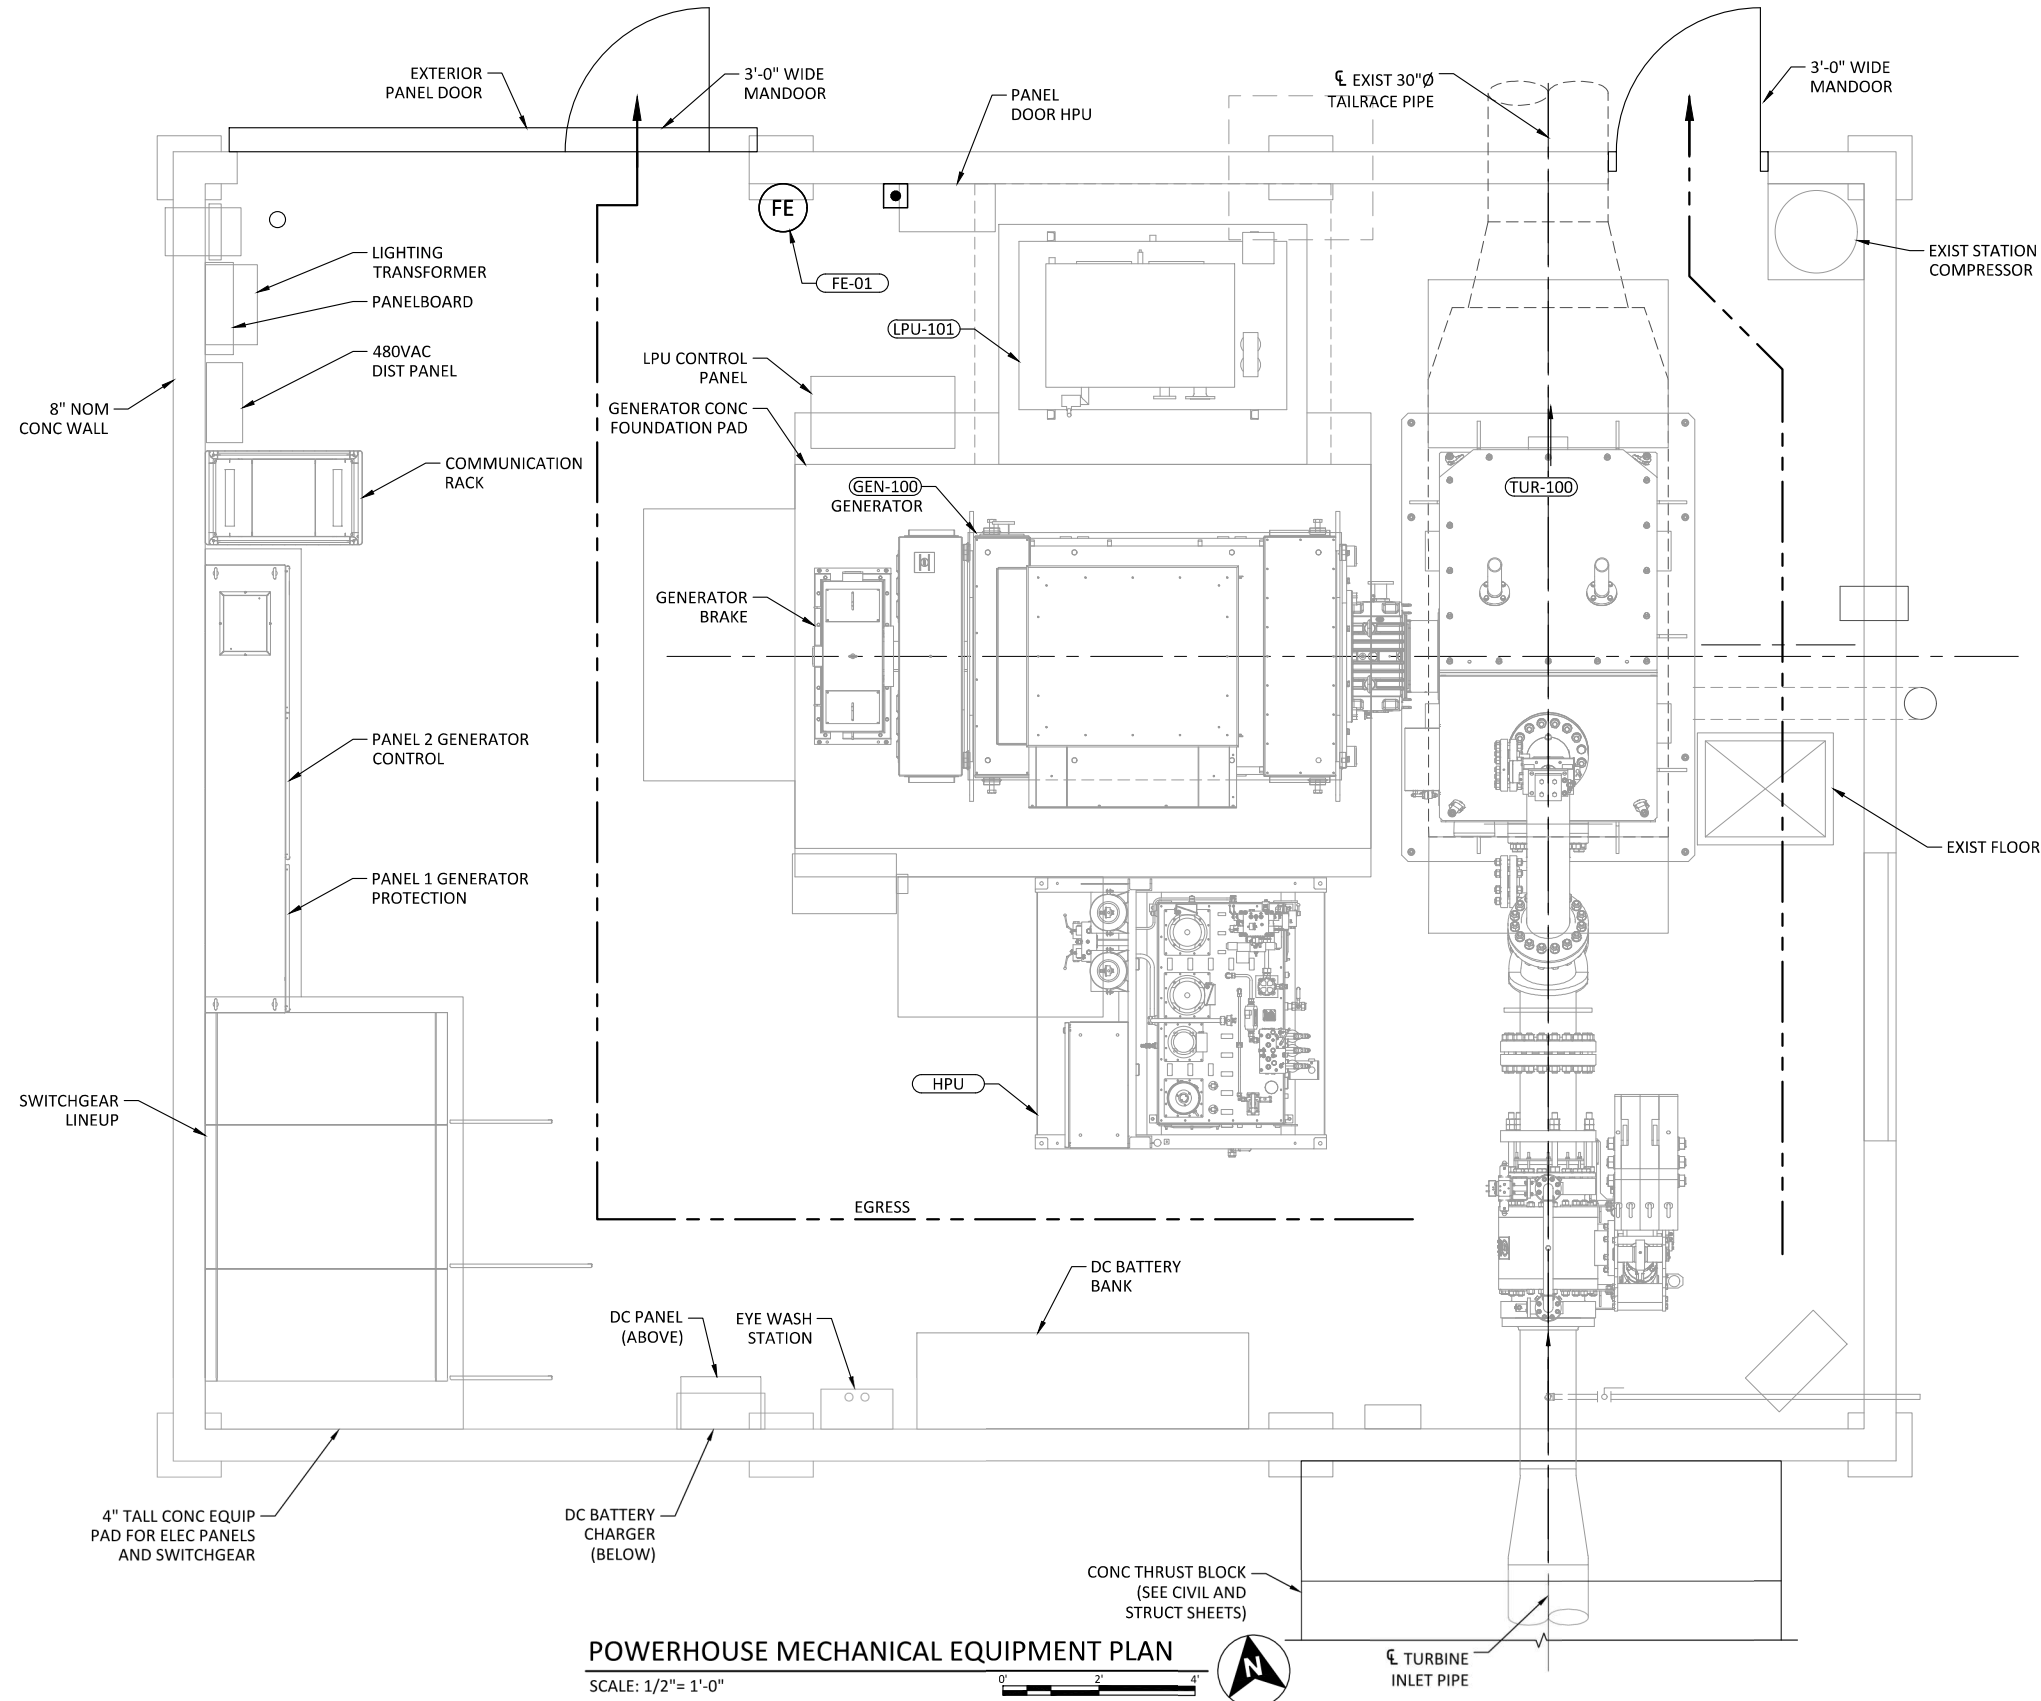 EXTERIOR
PANEL DOOR
3'-0" WIDE
MANDOOR
PANEL
DOOR HPU
℄ EXIST 30"Ø
TAILRACE PIPE
3'-0" WIDE
MANDOOR
FE
FE-01
LIGHTING
TRANSFORMER
PANELBOARD
EXIST STATION
COMPRESSOR
LPU-101
480VAC
DIST PANEL
LPU CONTROL
PANEL
8" NOM
CONC WALL
GENERATOR CONC
FOUNDATION PAD
COMMUNICATION
RACK
GEN-100
GENERATOR
TUR-100
GENERATOR
BRAKE
PANEL 2 GENERATOR
CONTROL
EXIST FLOOR
PANEL 1 GENERATOR
PROTECTION
HPU
SWITCHGEAR
LINEUP
EGRESS
DC BATTERY
BANK
DC PANEL
(ABOVE)
EYE WASH
STATION
4" TALL CONC EQUIP
PAD FOR ELEC PANELS
AND SWITCHGEAR
DC BATTERY
CHARGER
(BELOW)
CONC THRUST BLOCK
(SEE CIVIL AND
STRUCT SHEETS)
℄ TURBINE
INLET PIPE
POWERHOUSE MECHANICAL EQUIPMENT PLAN
SCALE: 1/2"= 1'-0"
0' 2' 4'
N